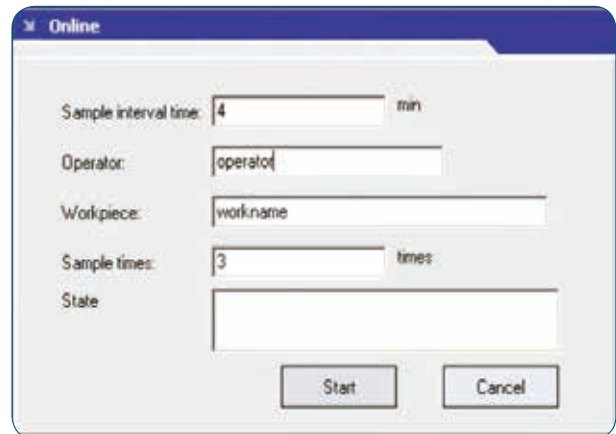 Online
Sample interval time: 4 min
Operator: operator
Workpiece: workname
Sample times: 3 times
State
Start Cancel